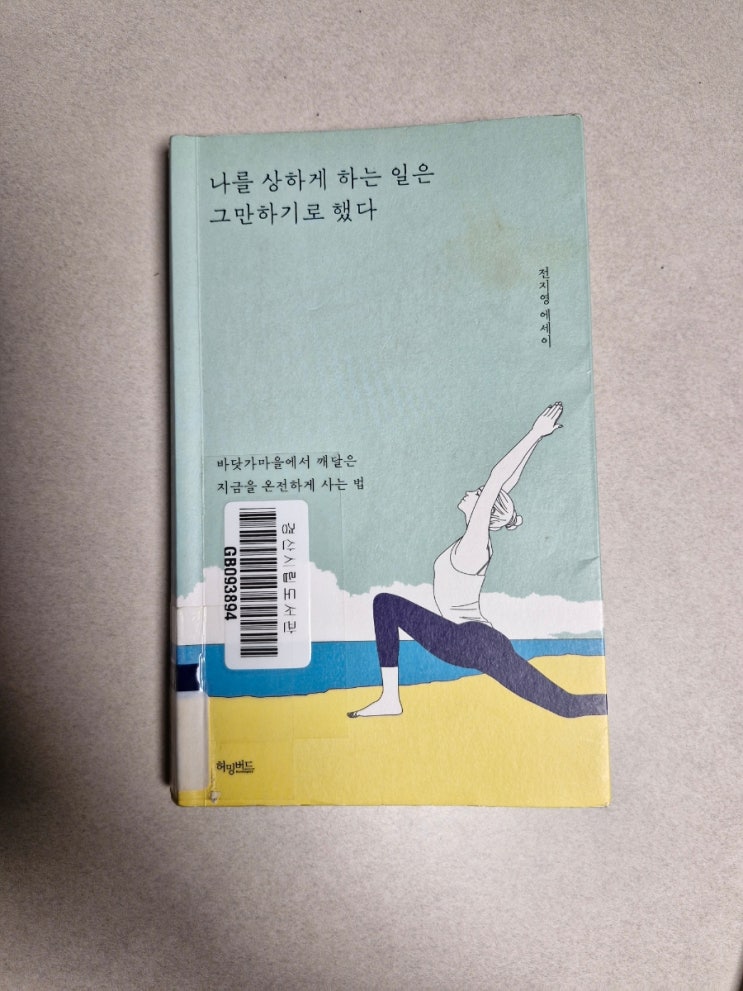 나를 상하게 하는 일은
그만하기로 했다
전지영 에세이
바닷가마을에서 깨달은
지금을 온전하게 사는 법
경산시립도서관
GB093894
허밍버드